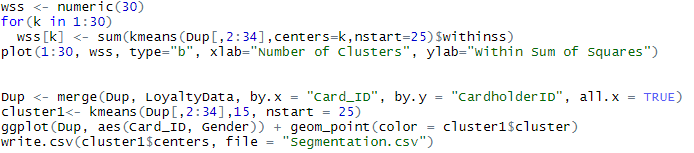 wss <- numeric(30)
for(k in 1:30)
  wss[k] <- sum(kmeans(Dup[,2:34],centers=k,nstart=25)$withinss)
plot(1:30, wss, type="b", xlab="Number of Clusters", ylab="Within Sum of Squares")
Dup <- merge(Dup, LoyaltyData, by.x = "Card_ID", by.y = "CardholderID", all.x = TRUE)
cluster1<- kmeans(Dup[,2:34],15, nstart = 25)
ggplot(Dup, aes(Card_ID, Gender)) + geom_point(color = cluster1$cluster)
write.csv(cluster1$centers, file = "Segmentation.csv")